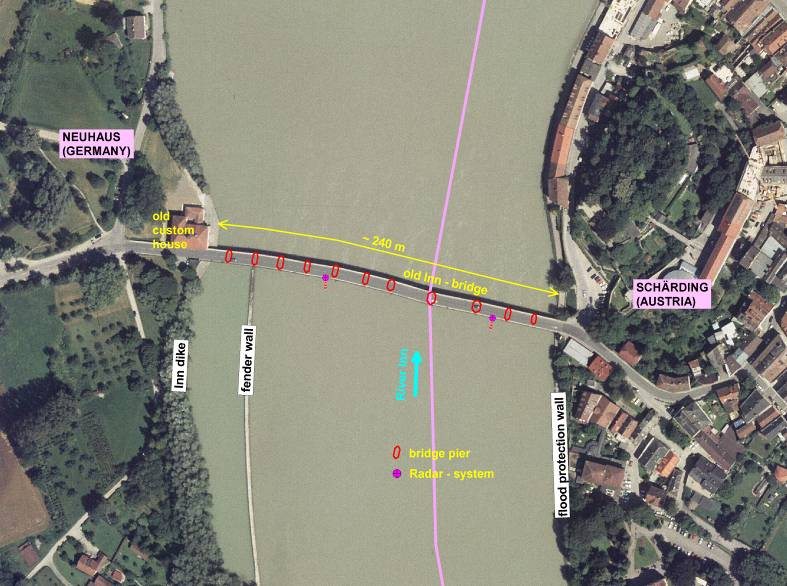 NEUHAUS
(GERMANY)
old
custom
house
~ 240 m
old Inn - bridge
SCHÄRDING
(AUSTRIA)
Inn dike
fender wall
River Inn
flood protection wall
bridge pier
Radar - system